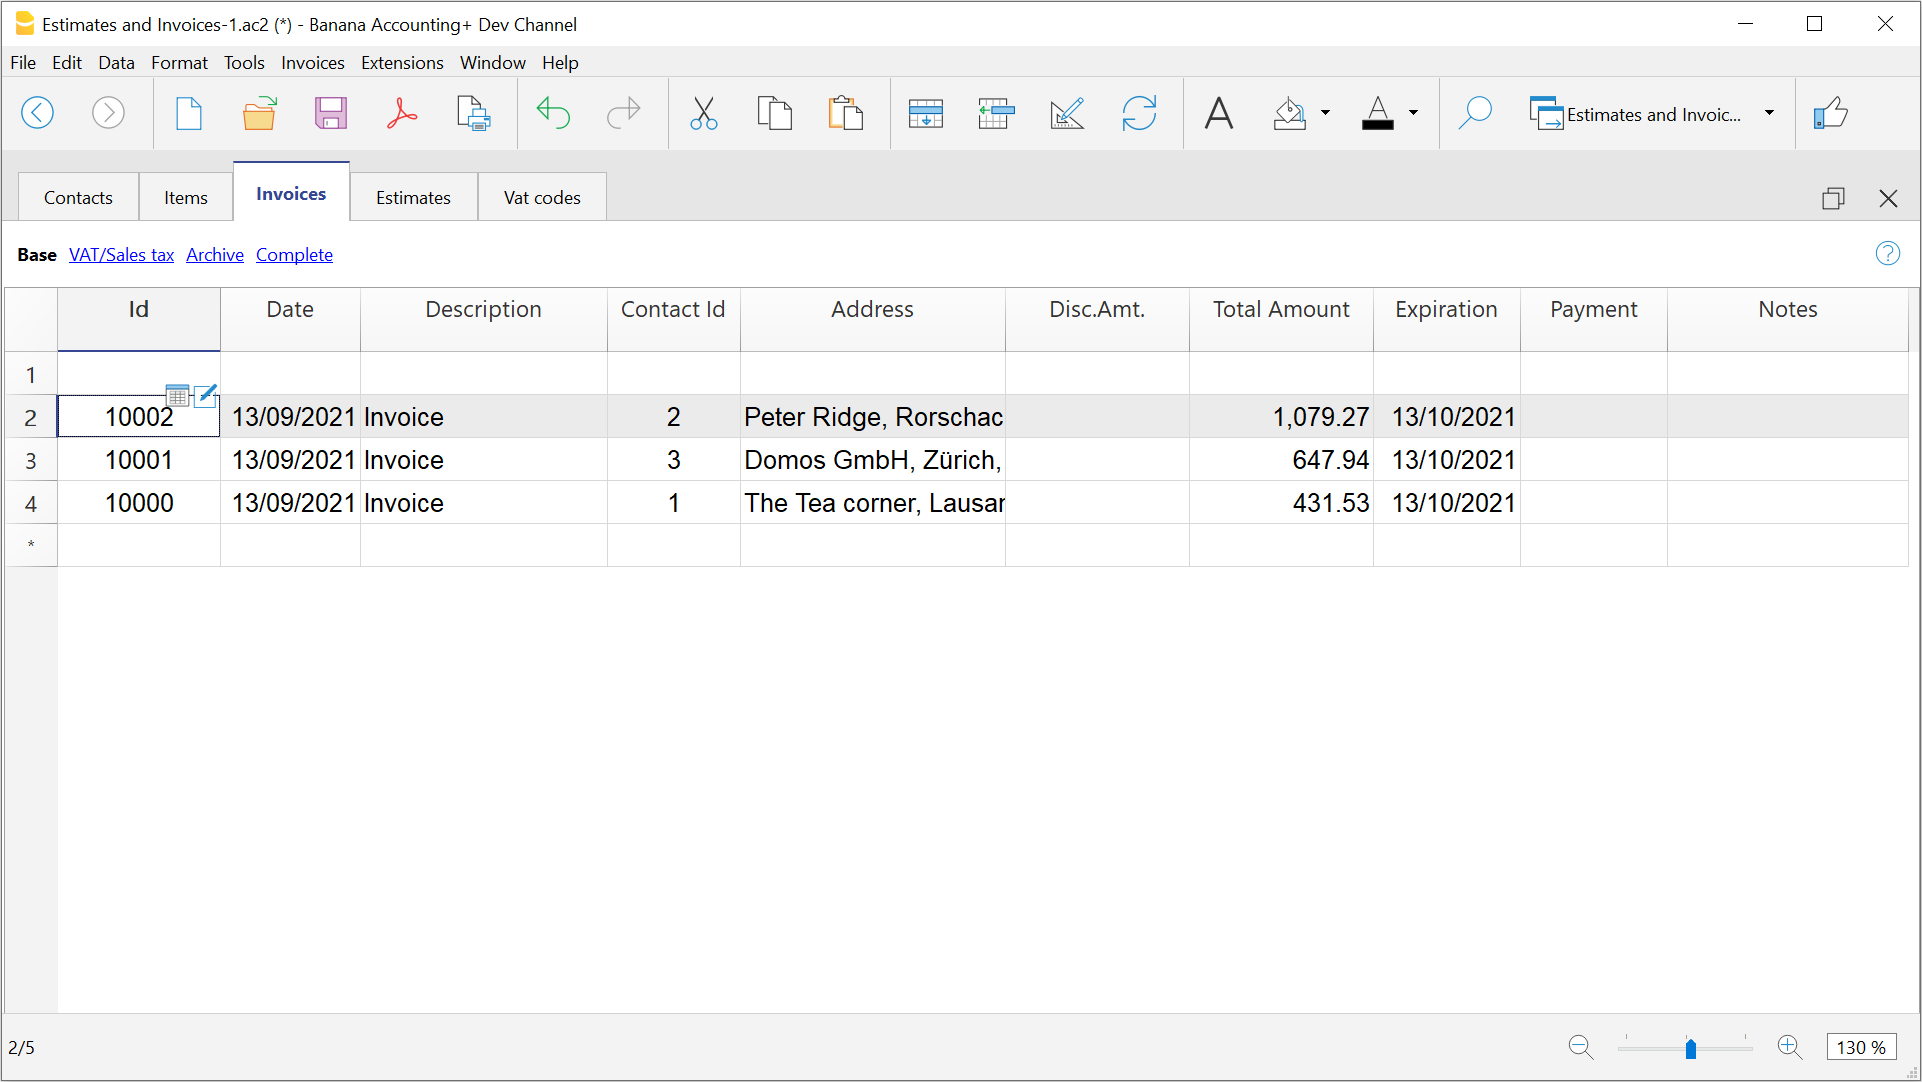 Estimates and Invoices-1.ac2 (*) - Banana Accounting+ Dev Channel
File Edit Data Format Tools Invoices Extensions Window Help
A A Estimates and Invoic...
Contacts Items Invoices Estimates Vat codes
Base VAT/Sales tax Archive Complete ?
Id Date Description Contact Id Address Disc.Amt. Total Amount Expiration Payment Notes
1
2 10002 13/09/2021 Invoice 2 Peter Ridge, Rorschac 1,079.27 13/10/2021
3 10001 13/09/2021 Invoice 3 Domos GmbH, Zürich, 647.94 13/10/2021
4 10000 13/09/2021 Invoice 1 The Tea corner, Lausan 431.53 13/10/2021
*
2/5 130 %